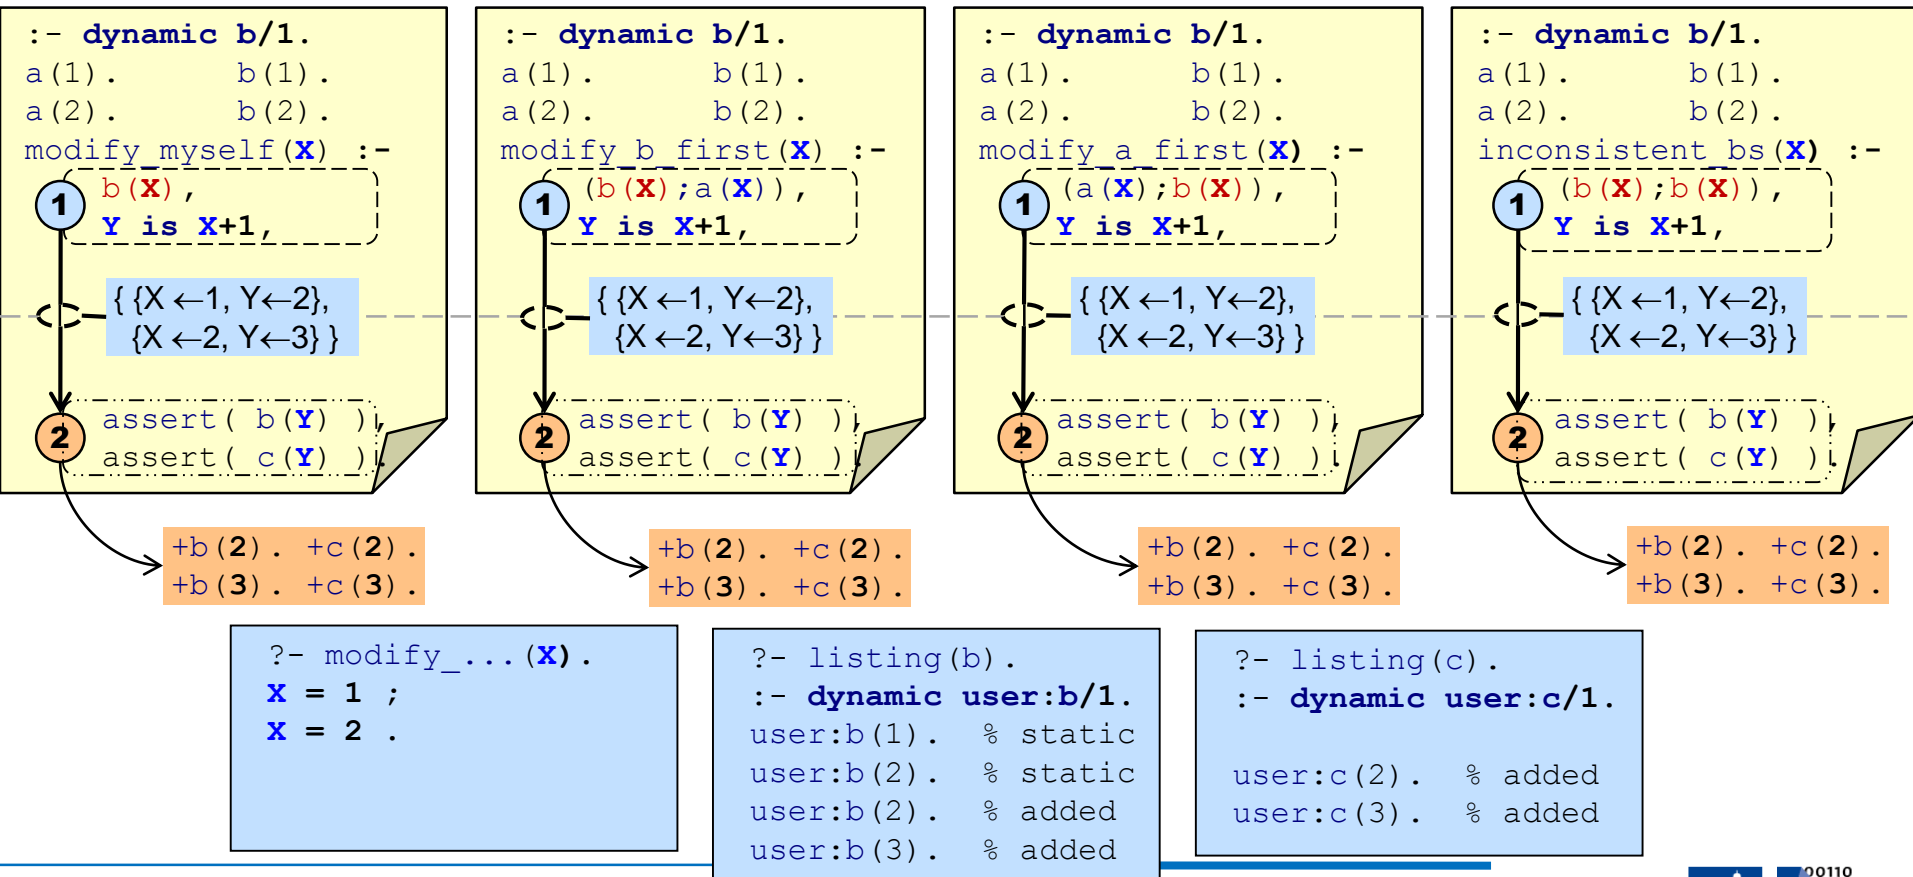 :- dynamic b/1.
a(1). b(1).
a(2). b(2).
modify_myself(X) :-
1
b(X),
Y is X+1,
{ {X ←1, Y←2},
{X ←2, Y←3} }
2
assert( b(Y) ),
assert( c(Y) ).
+b(2). +c(2).
+b(3). +c(3).
:- dynamic b/1.
a(1). b(1).
a(2). b(2).
modify_b_first(X) :-
1
(b(X);a(X)),
Y is X+1,
{ {X ←1, Y←2},
{X ←2, Y←3} }
2
assert( b(Y) ),
assert( c(Y) ).
+b(2). +c(2).
+b(3). +c(3).
:- dynamic b/1.
a(1). b(1).
a(2). b(2).
modify_a_first(X) :-
1
(a(X);b(X)),
Y is X+1,
{ {X ←1, Y←2},
{X ←2, Y←3} }
2
assert( b(Y) ),
assert( c(Y) ).
+b(2). +c(2).
+b(3). +c(3).
:- dynamic b/1.
a(1). b(1).
a(2). b(2).
inconsistent_bs(X) :-
1
(b(X);b(X)),
Y is X+1,
{ {X ←1, Y←2},
{X ←2, Y←3} }
2
assert( b(Y) ),
assert( c(Y) ).
+b(2). +c(2).
+b(3). +c(3).
?- modify_...(X).
X = 1 ;
X = 2 .
?- listing(b).
:- dynamic user:b/1.
user:b(1). % static
user:b(2). % static
user:b(2). % added
user:b(3). % added
?- listing(c).
:- dynamic user:c/1.
user:c(2). % added
user:c(3). % added
00110